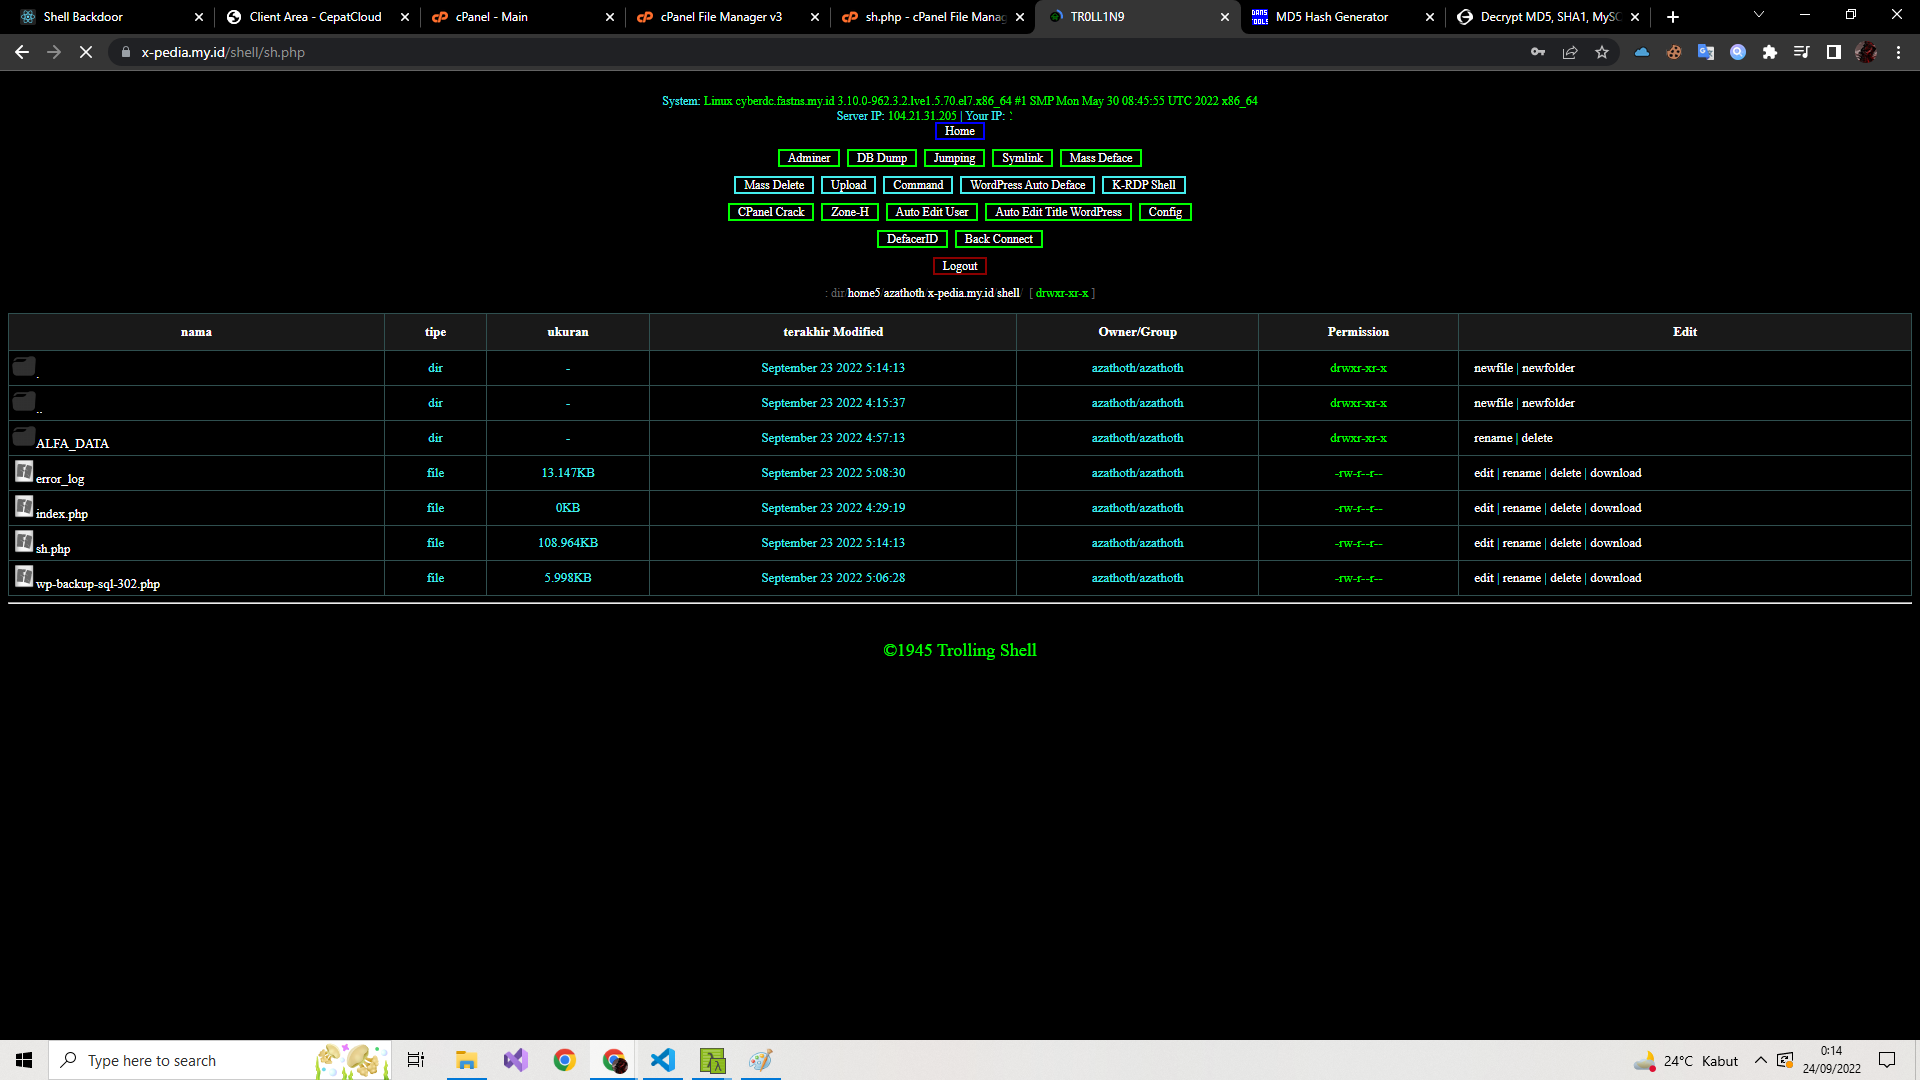 Shell Backdoor
Client Area - CepatCloud
cPanel - Main
cPanel File Manager v3
sh.php - cPanel File Manag
TR0LL1N9
MD5 Hash Generator
Decrypt MD5, SHA1, MySC
x-pedia.my.id/shell/sh.php
System: Linux cyberdc.fastns.my.id 3.10.0-962.3.2.lve1.5.70.el7.x86_64 #1 SMP Mon May 30 08:45:55 UTC 2022 x86_64
Server IP: 104.21.31.205 | Your IP:
Home
Adminer DB Dump Jumping Symlink Mass Deface
Mass Delete Upload Command WordPress Auto Deface K-RDP Shell
CPanel Crack Zone-H Auto Edit User Auto Edit Title WordPress Config
DefacerID Back Connect
Logout
: dir/home5/azathoth/x-pedia.my.id/shell/ [ drwxr-xr-x ]
nama tipe ukuran terakhir Modified Owner/Group Permission Edit
. dir - September 23 2022 5:14:13 azathoth/azathoth drwxr-xr-x newfile | newfolder
.. dir - September 23 2022 4:15:37 azathoth/azathoth drwxr-xr-x newfile | newfolder
ALFA_DATA dir - September 23 2022 4:57:13 azathoth/azathoth drwxr-xr-x rename | delete
error_log file 13.147KB September 23 2022 5:08:30 azathoth/azathoth -rw-r--r-- edit | rename | delete | download
index.php file 0KB September 23 2022 4:29:19 azathoth/azathoth -rw-r--r-- edit | rename | delete | download
sh.php file 108.964KB September 23 2022 5:14:13 azathoth/azathoth -rw-r--r-- edit | rename | delete | download
wp-backup-sql-302.php file 5.998KB September 23 2022 5:06:28 azathoth/azathoth -rw-r--r-- edit | rename | delete | download
©1945 Trolling Shell
Type here to search
24°C Kabut
0:14
24/09/2022